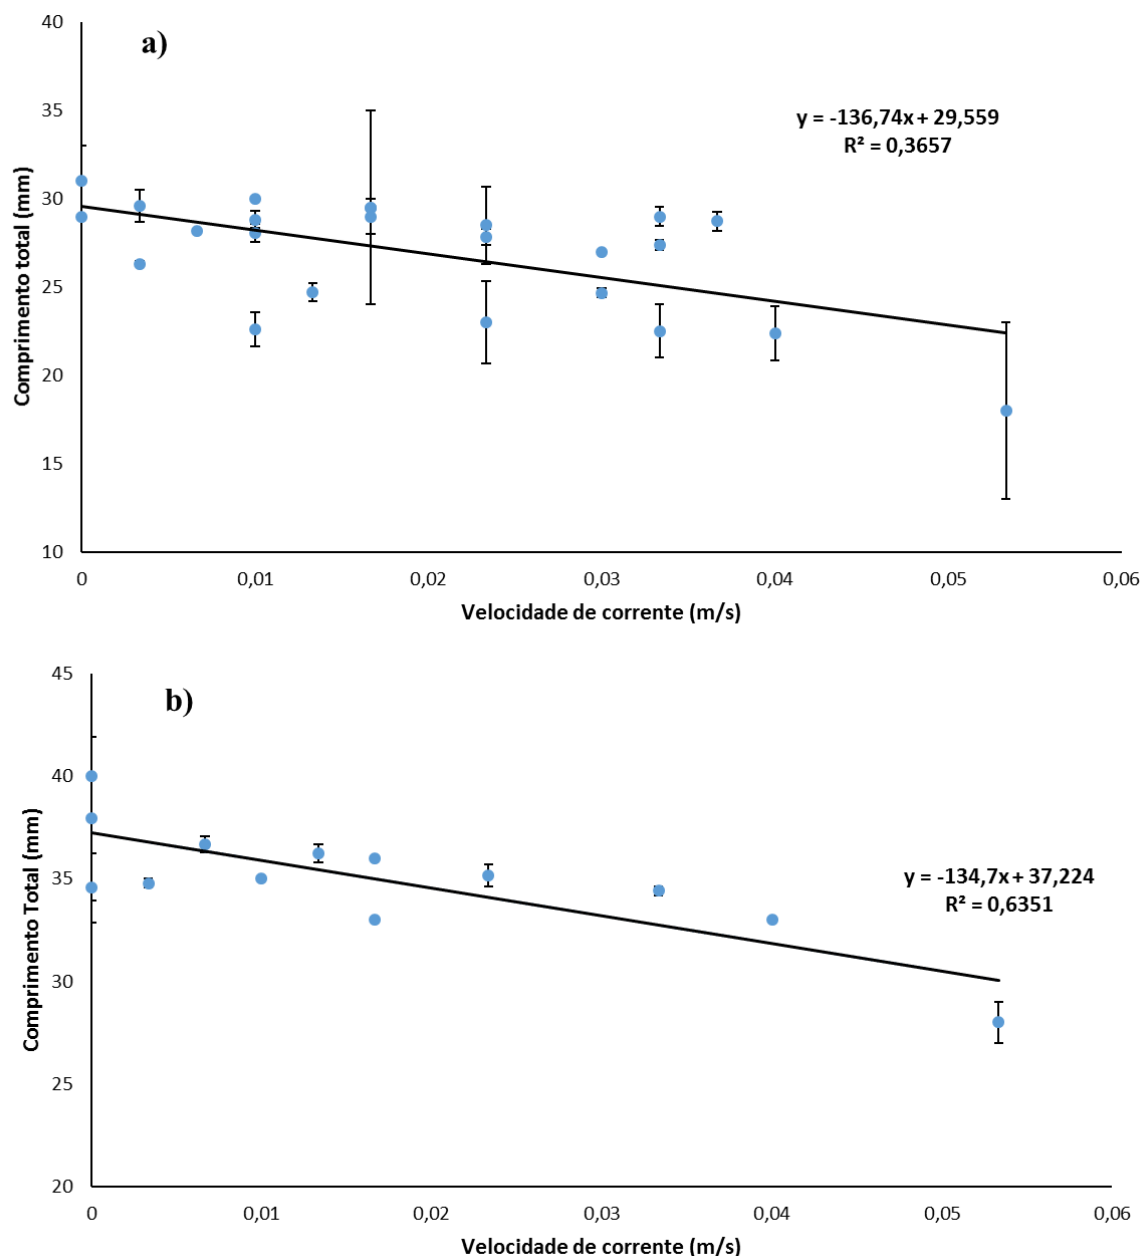 a)
40
35
30
25
20
15
10
Comprimento total (mm)
y = -136,74x + 29,559
R² = 0,3657
0 0,01 0,02 0,03 0,04 0,05 0,06
Velocidade de corrente (m/s)
b)
45
40
35
30
25
20
Comprimento Total (mm)
y = -134,7x + 37,224
R² = 0,6351
0 0,01 0,02 0,03 0,04 0,05 0,06
Velocidade de corrente (m/s)